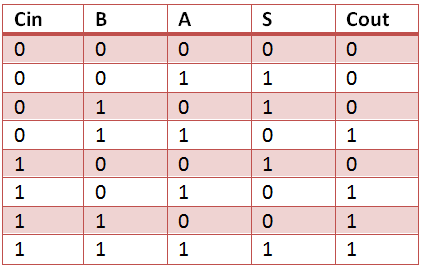 Cin B A S Cout
0 0 0 0 0
0 0 1 1 0
0 1 0 1 0
0 1 1 0 1
1 0 0 1 0
1 0 1 0 1
1 1 0 0 1
1 1 1 1 1